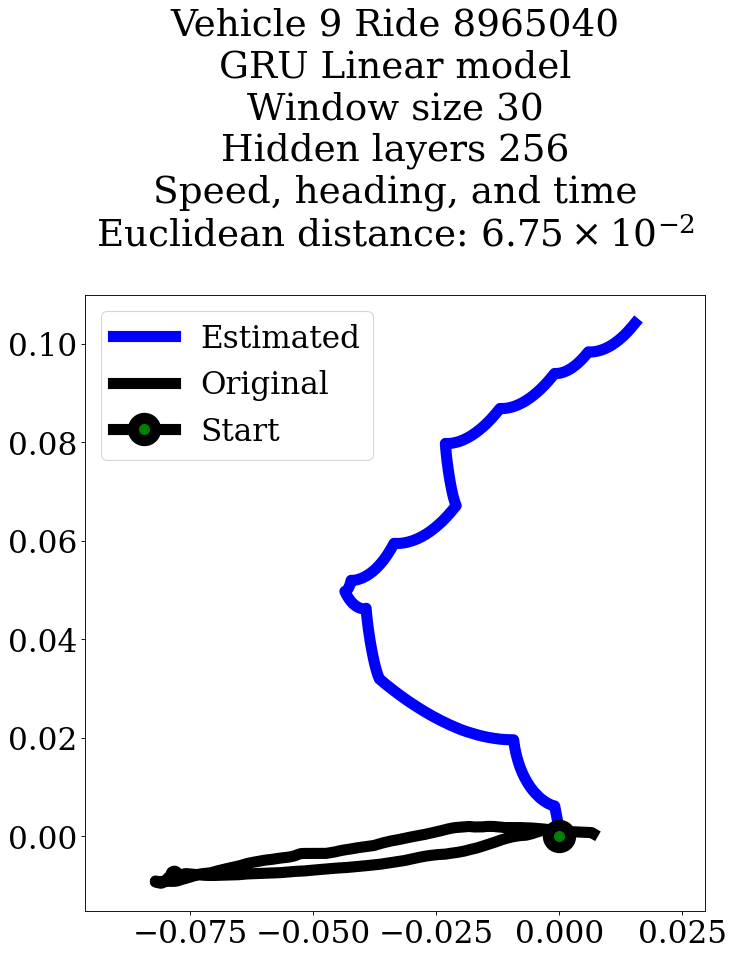 Vehicle 9 Ride 8965040
GRU Linear model
Window size 30
Hidden layers 256
Speed, heading, and time
Euclidean distance: 6.75 × 10⁻²
Estimated
Original
Start
0.10
0.08
0.06
0.04
0.02
0.00
−0.075 −0.050 −0.025 0.000 0.025